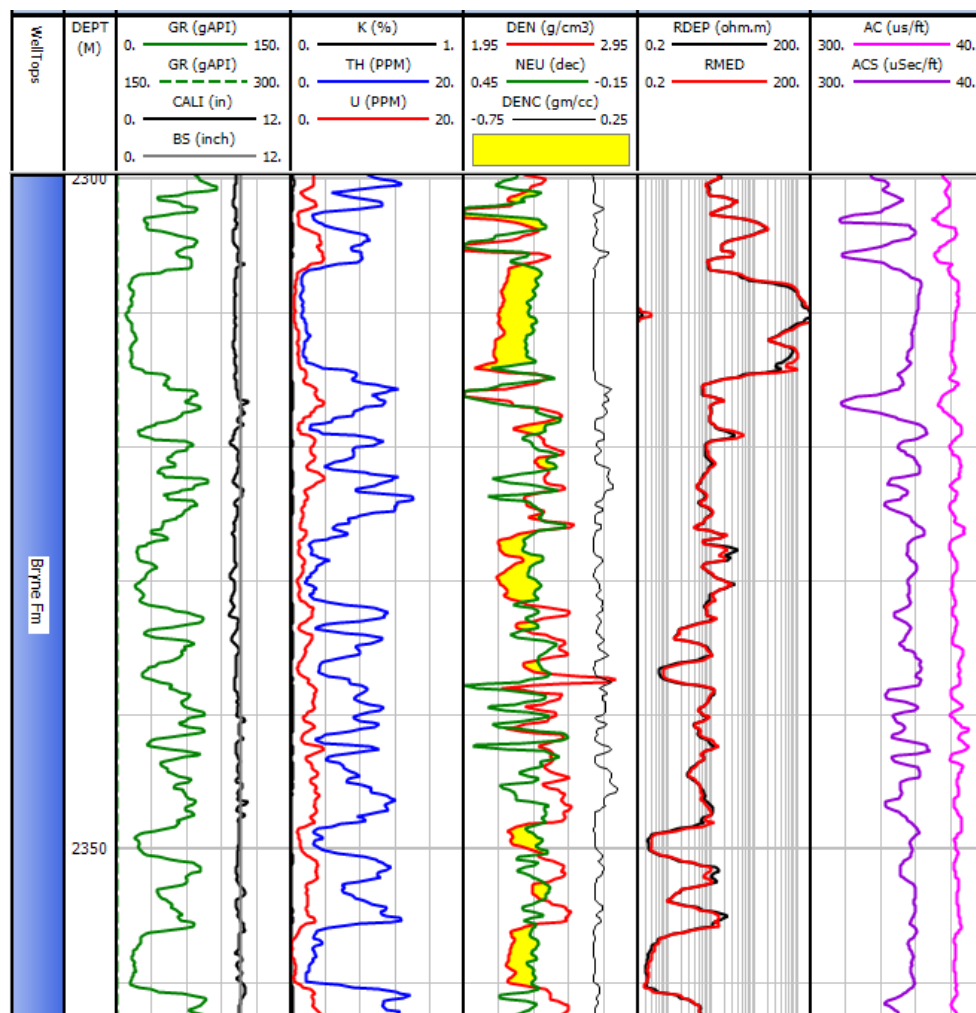 WellTops
DEPT
(M)
GR (gAPI)
0. 150.
GR (gAPI)
150. 300.
CALI (in)
0. 12.
BS (inch)
0. 12.
K (%)
0. 1.
TH (PPM)
0. 20.
U (PPM)
0. 20.
DEN (g/cm3)
1.95 2.95
NEU (dec)
0.45 -0.15
DENC (gm/cc)
-0.75 0.25
RDEP (ohm.m)
0.2 200.
RMED
0.2 200.
AC (us/ft)
300. 40.
ACS (uSec/ft)
300. 40.
2300
Bryne Fm
2350